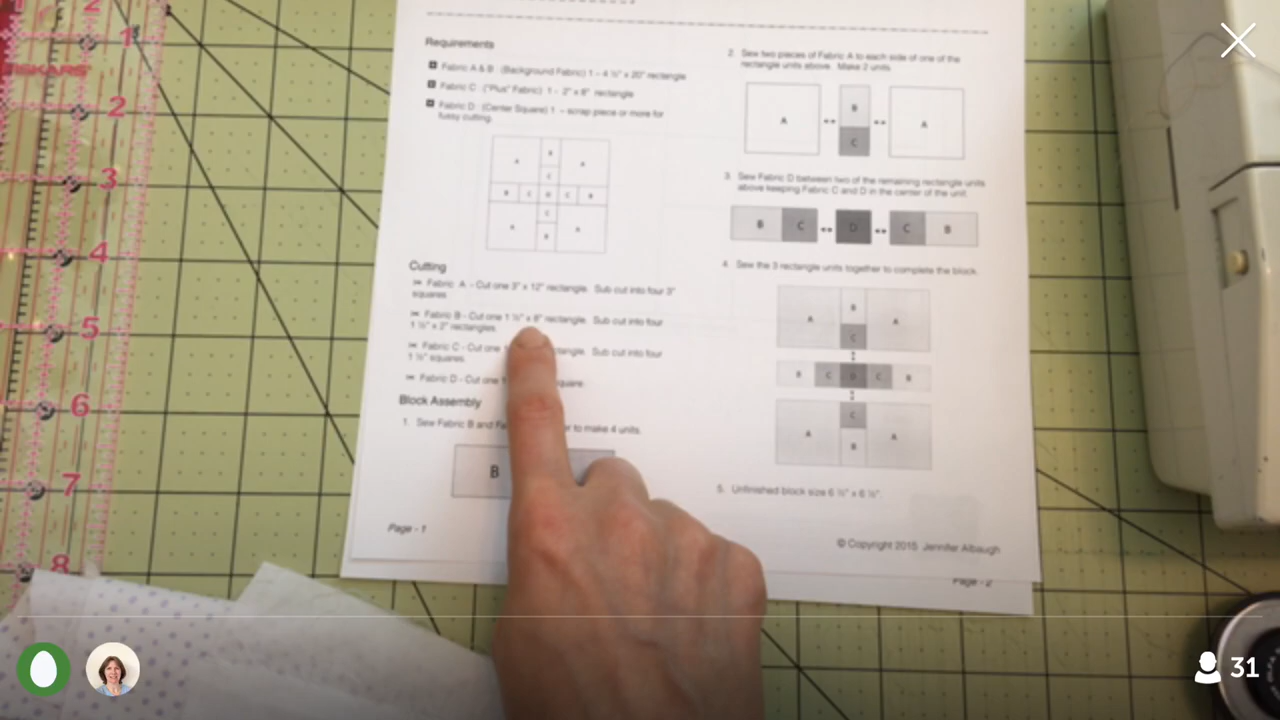 1
2
3
4
5
6
7
8
Requirements
Fabric A & B : (Background Fabric) 1 – 4 ½" x 20" rectangle
Fabric C : ("Plus" Fabric) 1 - 2" x 8" rectangle
Fabric D : (Center Square) 1 – scrap piece or more for
fussy cutting.
A B A
C
B C D C B
C
A B A
Cutting
Fabric A - Cut one 3" x 12" rectangle. Sub cut into four 3"
squares
Fabric B - Cut one 1 ½" x 8" rectangle. Sub cut into four
1 ½" x 2" rectangles.
Fabric C - Cut one Sub cut into four
1 ½" squares.
Fabric D - Cut one square.
Block Assembly
1. Sew Fabric B and to make 4 units.
B
Page - 1
2. Sew two pieces of Fabric A to each side of one of the
rectangle units above. Make 2 units.
A B C A
3. Sew Fabric D between two of the remaining rectangle units
above keeping Fabric C and D in the center of the unit.
B C D C B
4. Sew the 3 rectangle units together to complete the block.
A B A
C
B C D C B
C
A B A
5. Unfinished block size 6 ½" x 6 ½".
© Copyright 2015 Jennifer Albaugh
Page - 2
31